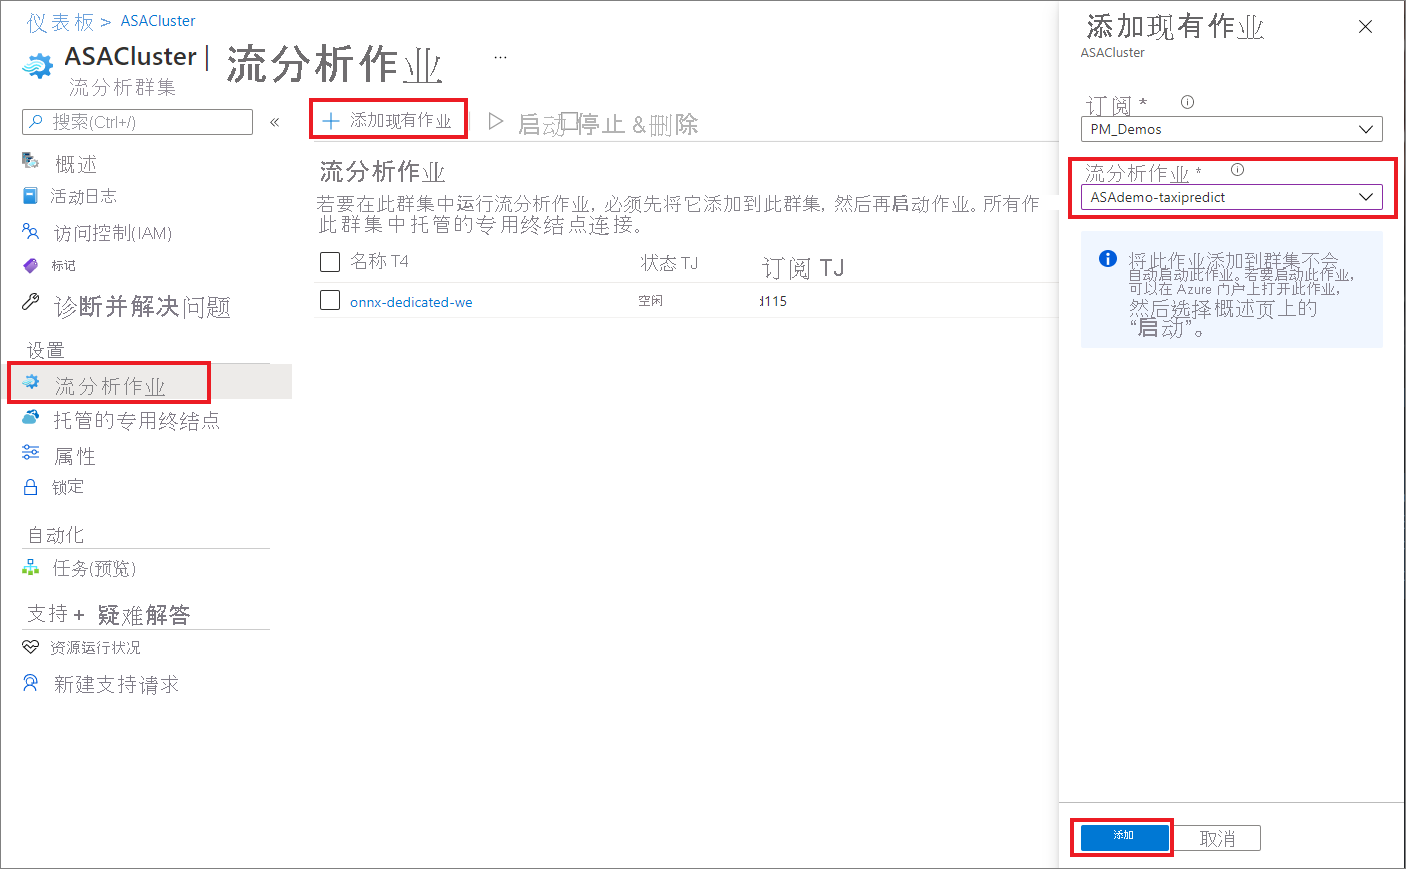 仪表板 > ASACluster
ASACluster | 流分析作业 ...
流分析群集
搜索(Ctrl+/)
«
概述
活动日志
访问控制(IAM)
标记
诊断并解决问题
设置
流分析作业
托管的专用终结点
属性
锁定
自动化
任务(预览)
支持 + 疑难解答
资源运行状况
新建支持请求
添加现有作业 启动 停止 &删除
流分析作业
若要在此群集中运行流分析作业, 必须先将它添加到此群集, 然后再启动作业。所有作
此群集中托管的专用终结点连接。
名称 T4 状态 TJ 订阅 TJ
onnx-dedicated-we 空闲 d115
添加现有作业
ASACluster
订阅 *
PM_Demos
流分析作业 *
ASAdemo-taxipredict
将此作业添加到群集不会
自动启动此作业。若要启动此作业,
可以在 Azure 门户上打开此作业,
然后选择概述页上的
“启动”。
添加 取消